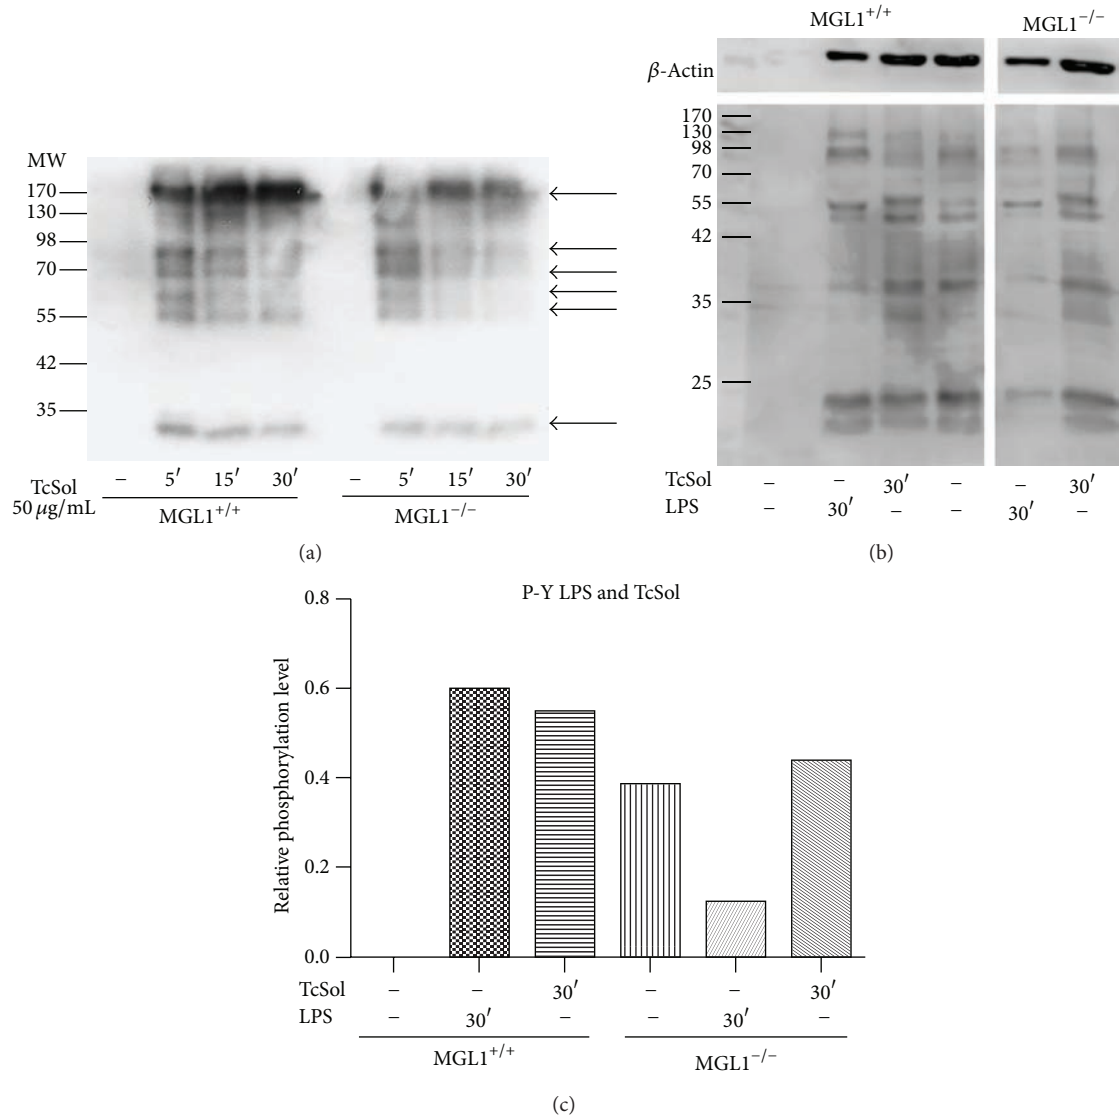 MW
170
130
98
70
55
42
35
TcSol – 5′ 15′ 30′ – 5′ 15′ 30′
50 μg/mL MGL1+/+ MGL1−/−
(a)
MGL1+/+ MGL1−/−
β-Actin
170
130
98
70
55
42
35
25
TcSol – – 30′ – – 30′
LPS – 30′ – – 30′ –
(b)
P-Y LPS and TcSol
Relative phosphorylation level
0.8
0.6
0.4
0.2
0.0
TcSol – – 30′ – – 30′
LPS – 30′ – – 30′ –
MGL1+/+ MGL1−/−
(c)